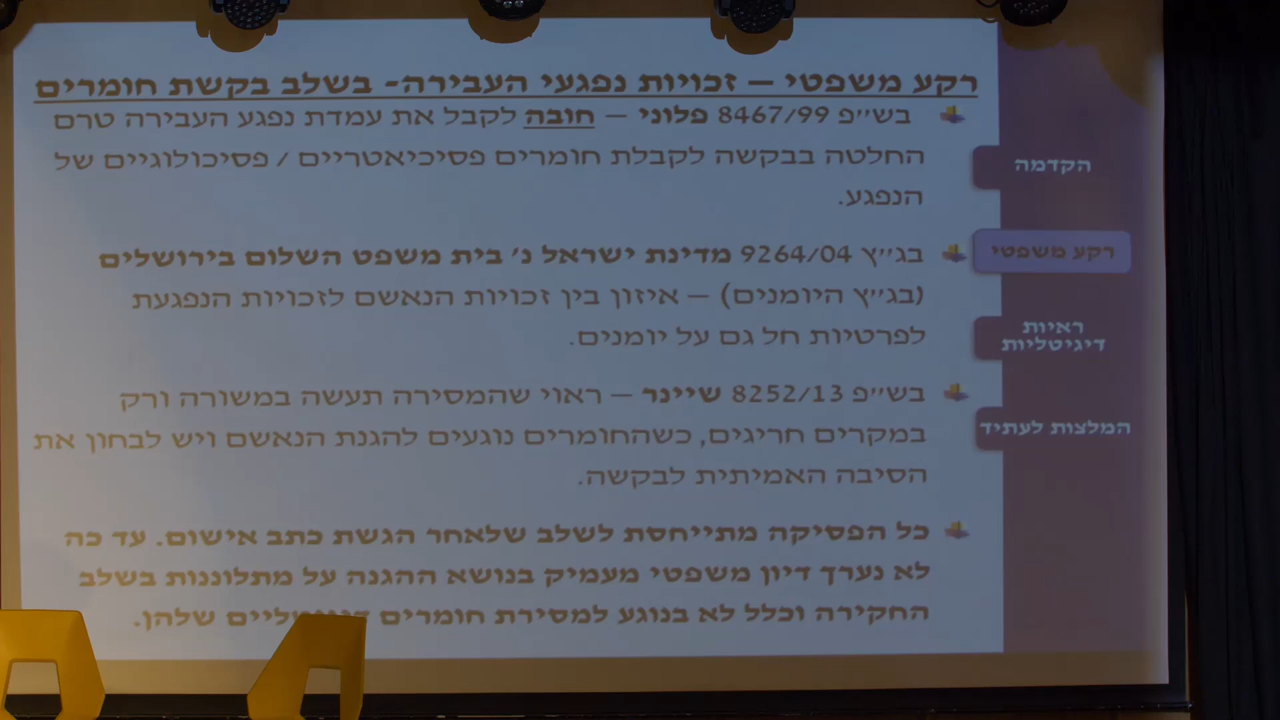 רקע משפטי – זכויות נפגעי העבירה- בשלב בקשת חומרים
בש״פ 8467/99 פלוני – חובה לקבל את עמדת נפגע העבירה טרם
החלטה בבקשה לקבלת חומרים פסיכיאטריים / פסיכולוגיים של
הנפגע.
בג״ץ 9264/04 מדינת ישראל נ׳ בית משפט השלום בירושלים
(בג״ץ היומנים) – איזון בין זכויות הנאשם לזכויות הנפגעת
לפרטיות חל גם על יומנים.
בש״פ 8252/13 שיינר – ראוי שהמסירה תעשה במשורה ורק
במקרים חריגים, כשהחומרים נוגעים להגנת הנאשם ויש לבחון את
הסיבה האמיתית לבקשה.
כל הפסיקה מתייחסת לשלב שלאחר הגשת כתב אישום. עד כה
לא נערך דיון משפטי מעמיק בנושא ההגנה על מתלוננות בשלב
החקירה וכלל לא בנוגע למסירת חומרים שלהן.
הקדמה
רקע משפטי
ראיות
דיגיטליות
המלצות לעתיד